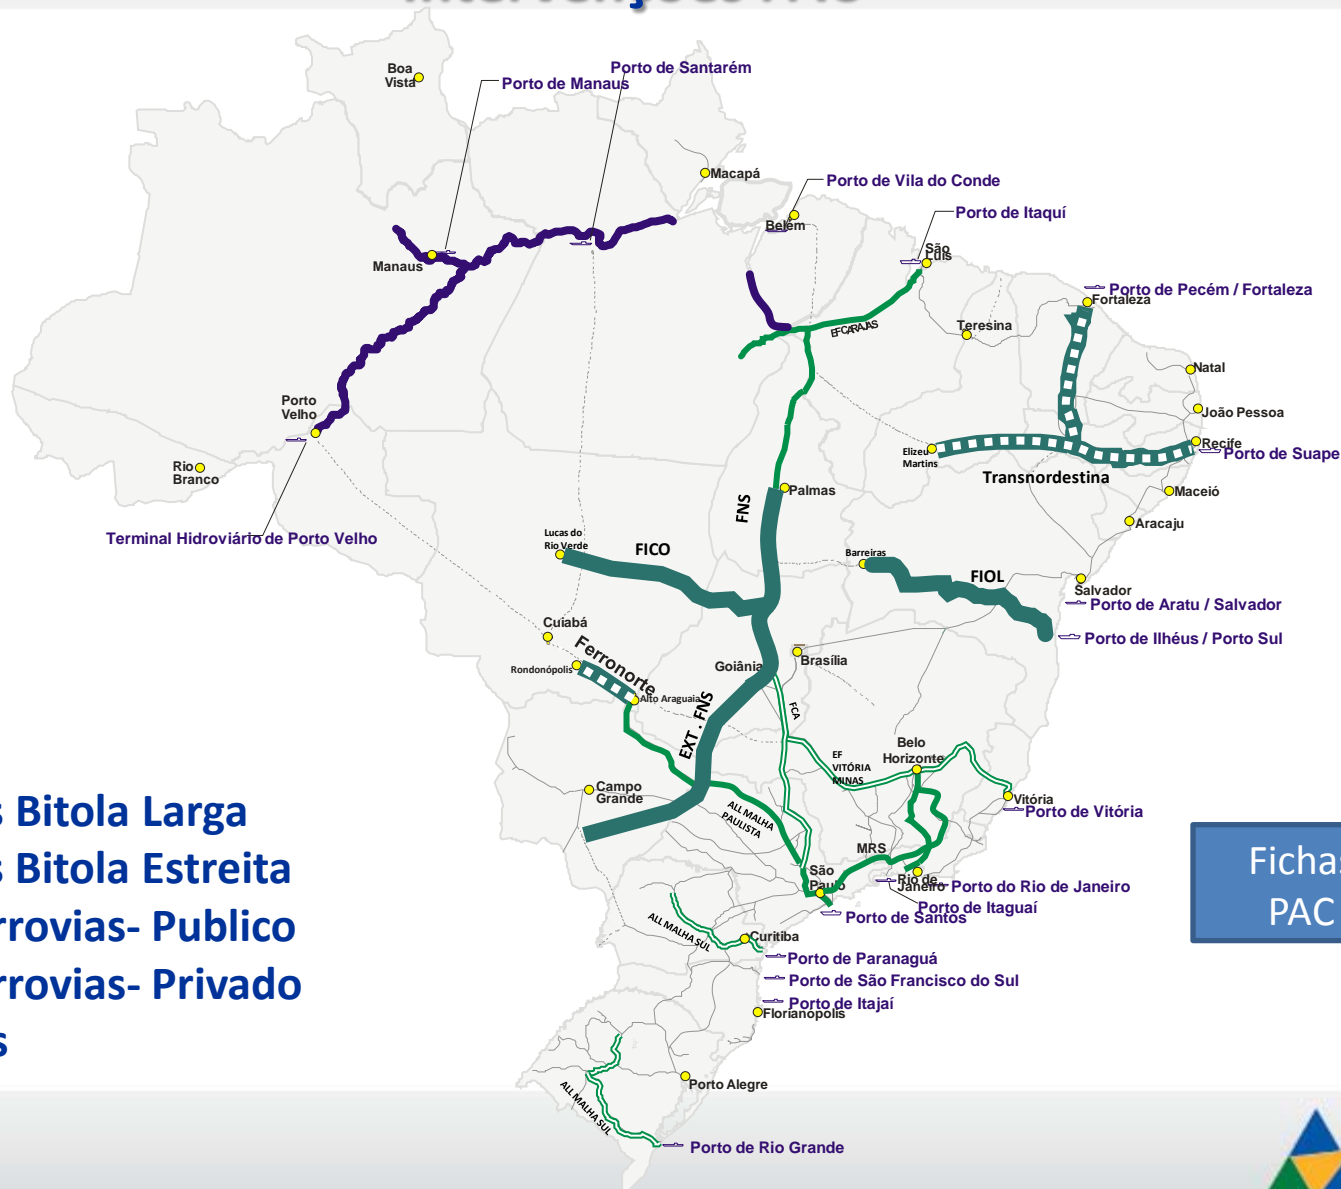 Intervenções PAC
Boa
Vista
Porto de Manaus
Porto de Santarém
Macapá
Porto de Vila do Conde
Belém
Porto de Itaquí
São
Luís
Manaus
Porto de Pecém / Fortaleza
Fortaleza
EFCARAJAS
Teresina
Natal
João Pessoa
Porto
Velho
Recife
Porto de Suape
Elizeu
Martins
Transnordestina
Rio
Branco
Palmas
Maceió
FNS
Aracaju
Terminal Hidroviário de Porto Velho
Lucas do
Rio Verde
FICO
Barreiras
FIOL
Salvador
Porto de Aratu / Salvador
Cuiabá
Porto de Ilhéus / Porto Sul
Ferronorte
Rondonópolis
Goiânia
Brasília
Alto Araguaia
EXT . FNS
FCA
Belo
Horizonte
EF
VITÓRIA
MINAS
Campo
Grande
Vitória
Porto de Vitória
ALL MALHA
PAULISTA
MRS
São
Paulo
Rio de
Janeiro
Porto do Rio de Janeiro
Porto de Itaguaí
Porto de Santos
ALL MALHA SUL
Curitiba
Porto de Paranaguá
Porto de São Francisco do Sul
Porto de Itajaí
Florianópolis
Porto Alegre
ALL MALHA SUL
Porto de Rio Grande
s Bitola Larga
s Bitola Estreita
rrovias- Publico
rrovias- Privado
s
Fichas
PAC